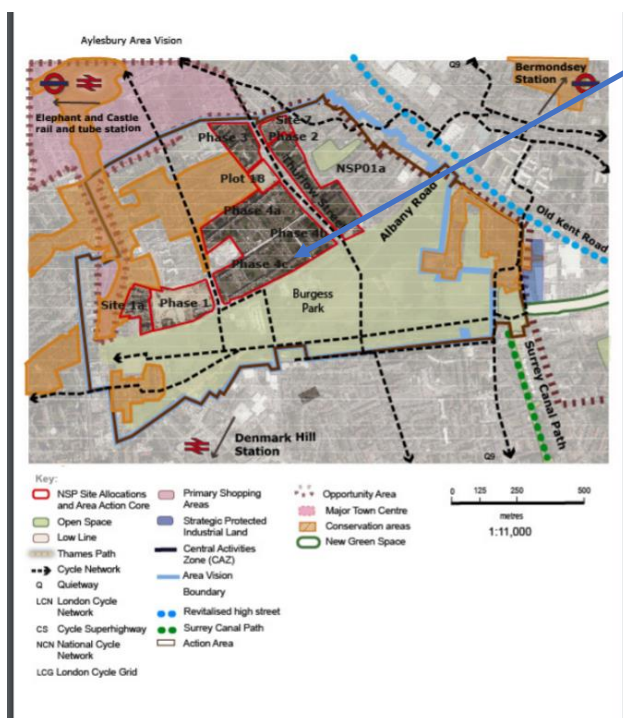 Aylesbury Area Vision
Q9
Bermondsey
Station
Elephant and Castle
rail and tube station
Site 7
Phase 3
Phase 2
NSP01a
Plot 18
Thurlow Street
Phase 4a
Albany Road
Phase 4b
Old Kent Road
Phase 4c
Burgess
Park
Site 1a
Phase 1
Surrey Canal Path
Denmark Hill
Station
Q9
Key:
NSP Site Allocations
and Area Action Core
Open Space
Low Line
Thames Path
Cycle Network
Q Quietway
LCN London Cycle
Network
CS Cycle Superhighway
NCN National Cycle
Network
LCG London Cycle Grid
Primary Shopping
Areas
Strategic Protected
Industrial Land
Central Activities
Zone (CAZ)
Area Vision
Boundary
Revitalised high street
Surrey Canal Path
Action Area
Opportunity Area
Major Town Centre
Conservation areas
New Green Space
0 125 250 500
metres
1:11,000